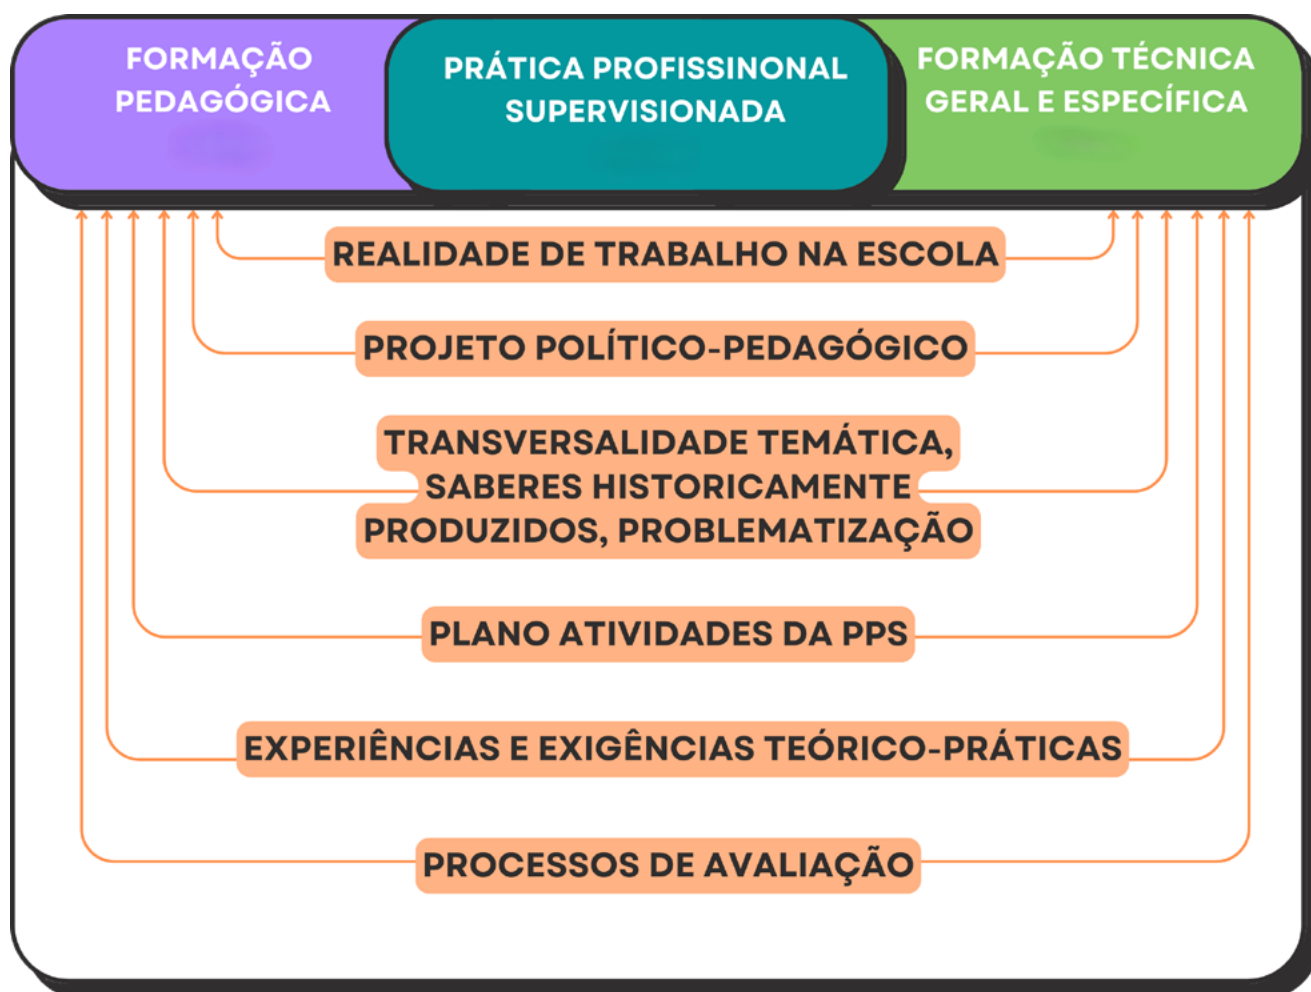 FORMAÇÃO
PEDAGÓGICA
PRÁTICA PROFISSINONAL
SUPERVISIONADA
FORMAÇÃO TÉCNICA
GERAL E ESPECÍFICA
REALIDADE DE TRABALHO NA ESCOLA
PROJETO POLÍTICO-PEDAGÓGICO
TRANSVERSALIDADE TEMÁTICA,
SABERES HISTORICAMENTE
PRODUZIDOS, PROBLEMATIZAÇÃO
PLANO ATIVIDADES DA PPS
EXPERIÊNCIAS E EXIGÊNCIAS TEÓRICO-PRÁTICAS
PROCESSOS DE AVALIAÇÃO